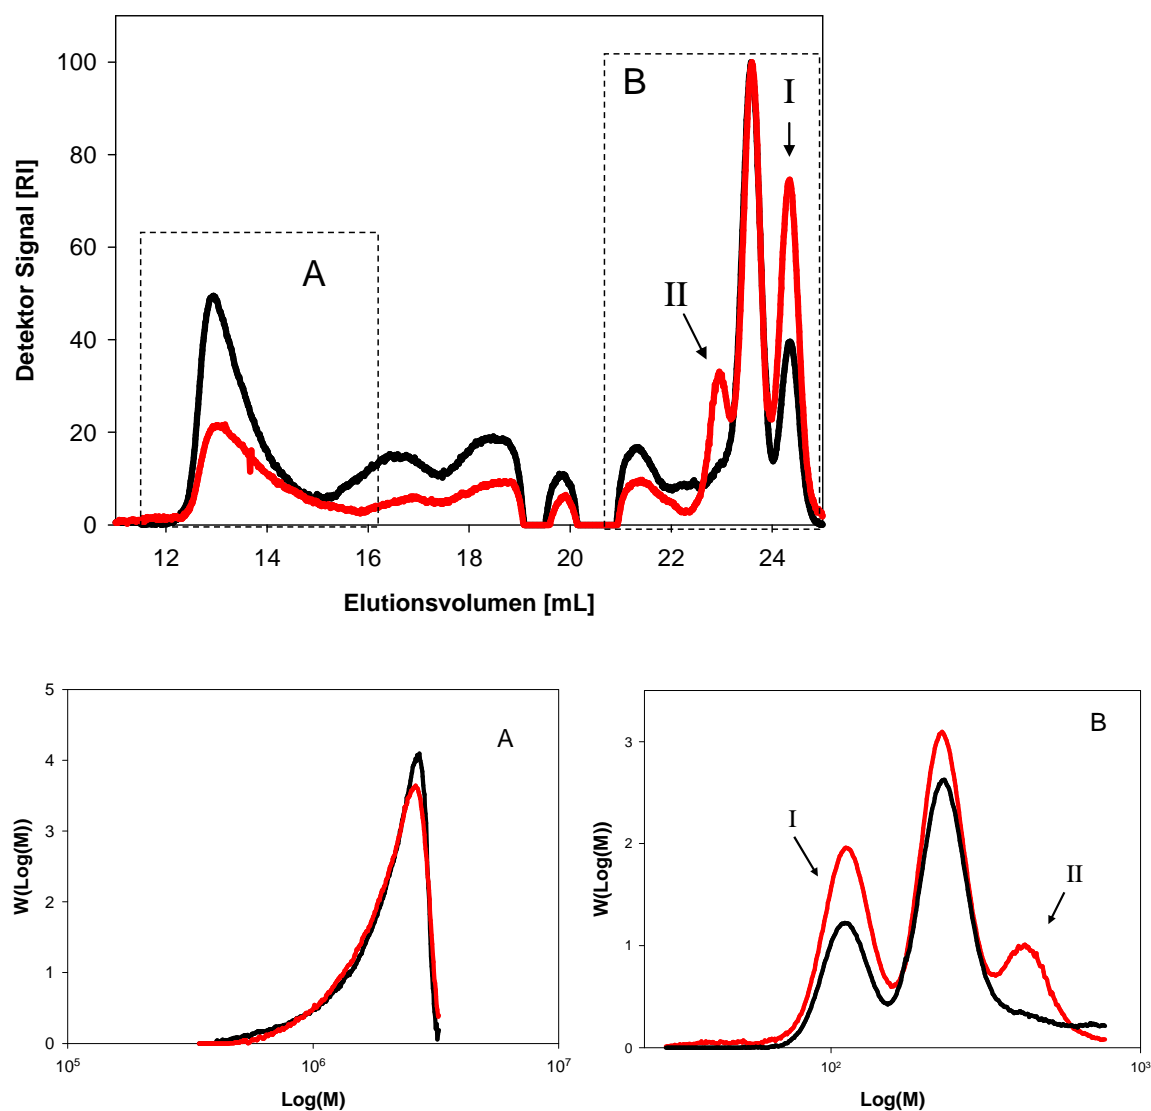 100
80
60
40
20
0
Detektor Signal [RI]
A
B
I
II
12 14 16 18 20 22 24
Elutionsvolumen [mL]
5
4
3
2
1
0
W(Log(M))
A
10⁵ 10⁶ 10⁷
Log(M)
3
2
1
0
W(Log(M))
B
I
II
10² 10³
Log(M)